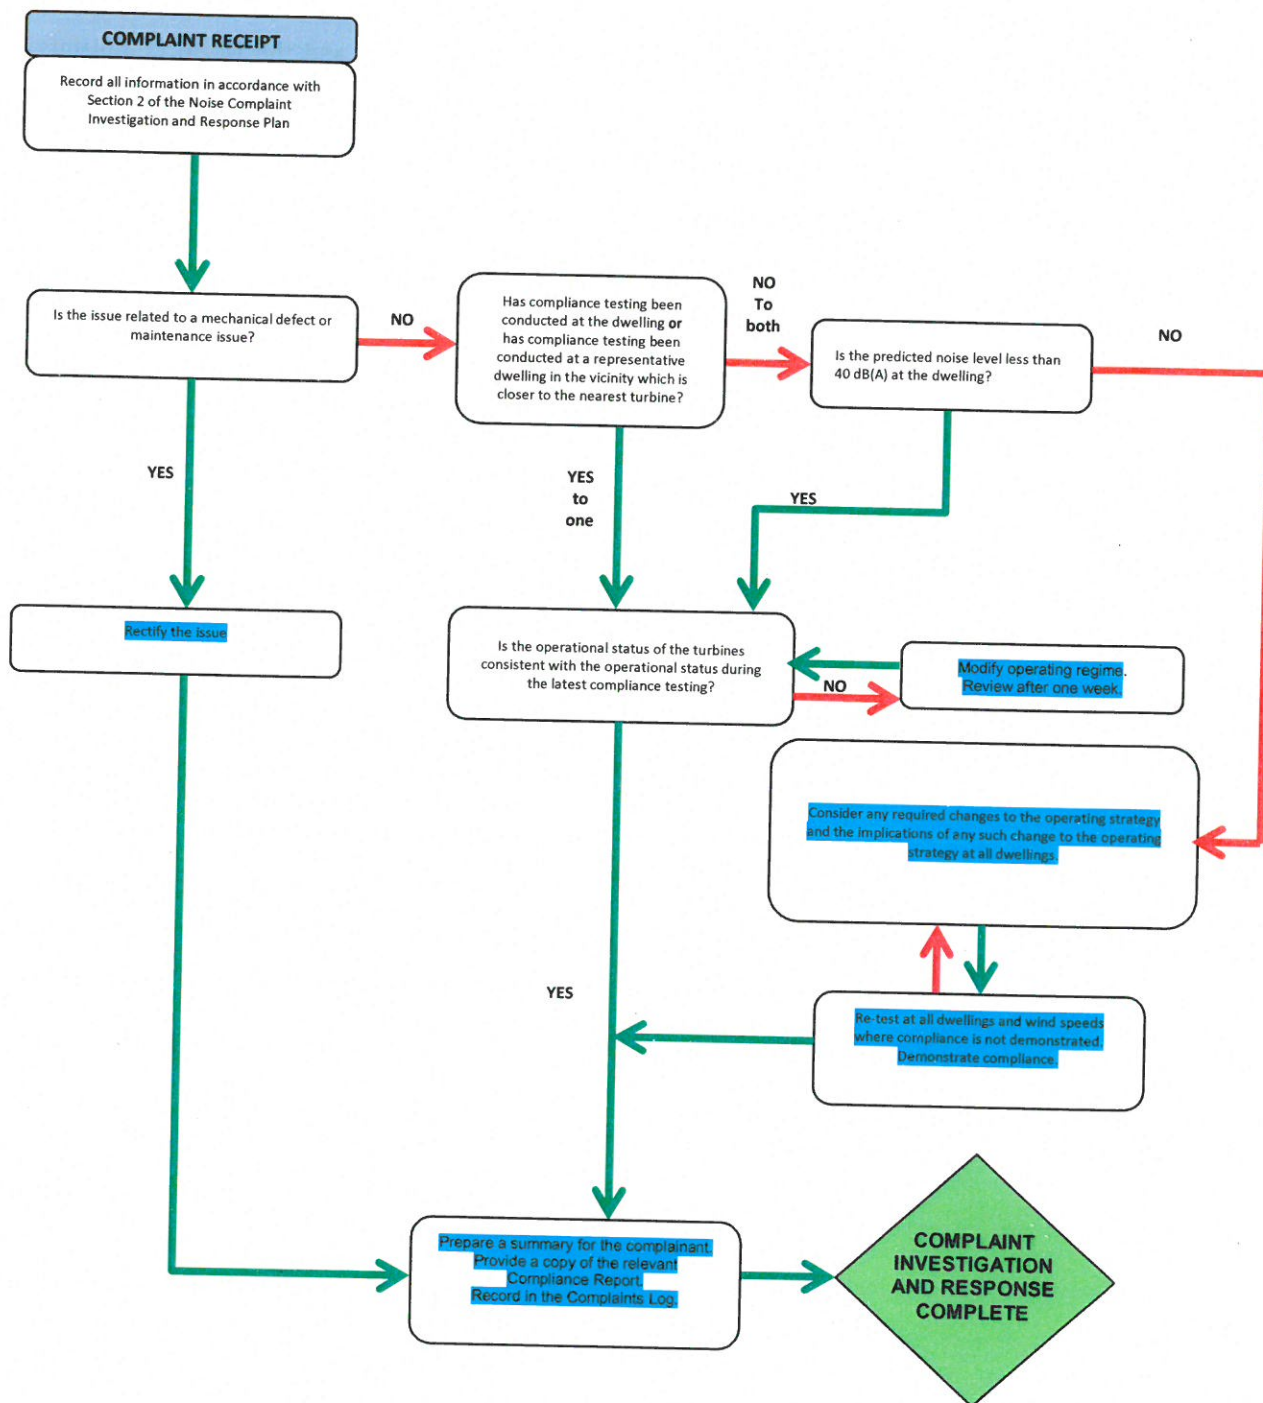 COMPLAINT RECEIPT
Record all information in accordance with
Section 2 of the Noise Complaint
Investigation and Response Plan
Is the issue related to a mechanical defect or
maintenance issue?
NO
Has compliance testing been
conducted at the dwelling or
has compliance testing been
conducted at a representative
dwelling in the vicinity which is
closer to the nearest turbine?
NO
To
both
Is the predicted noise level less than
40 dB(A) at the dwelling?
NO
YES
YES
to
one
YES
Rectify the issue
Is the operational status of the turbines
consistent with the operational status during
the latest compliance testing?
NO
Modify operating regime.
Review after one week.
Consider any required changes to the operating strategy
and the implications of any such change to the operating
strategy at all dwellings.
YES
Re-test at all dwellings and wind speeds
where compliance is not demonstrated.
Demonstrate compliance.
Prepare a summary for the complainant.
Provide a copy of the relevant
Compliance Report.
Record in the Complaints Log.
COMPLAINT
INVESTIGATION
AND RESPONSE
COMPLETE